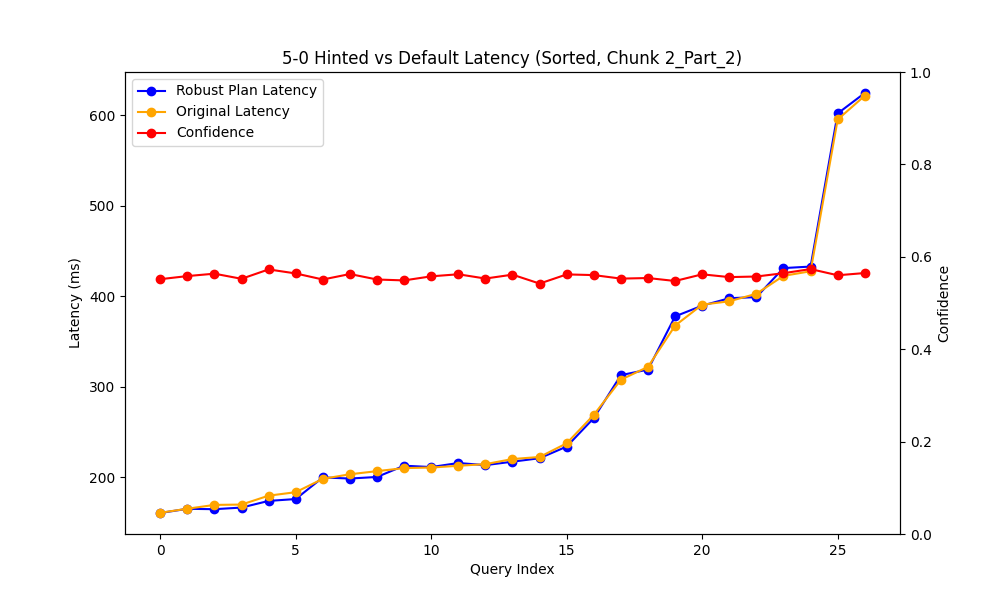 5-0 Hinted vs Default Latency (Sorted, Chunk 2_Part_2)
Robust Plan Latency
Original Latency
Confidence
600
500
400
300
200
Latency (ms)
1.0
0.8
0.6
0.4
0.2
0.0
Confidence
0 5 10 15 20 25
Query Index